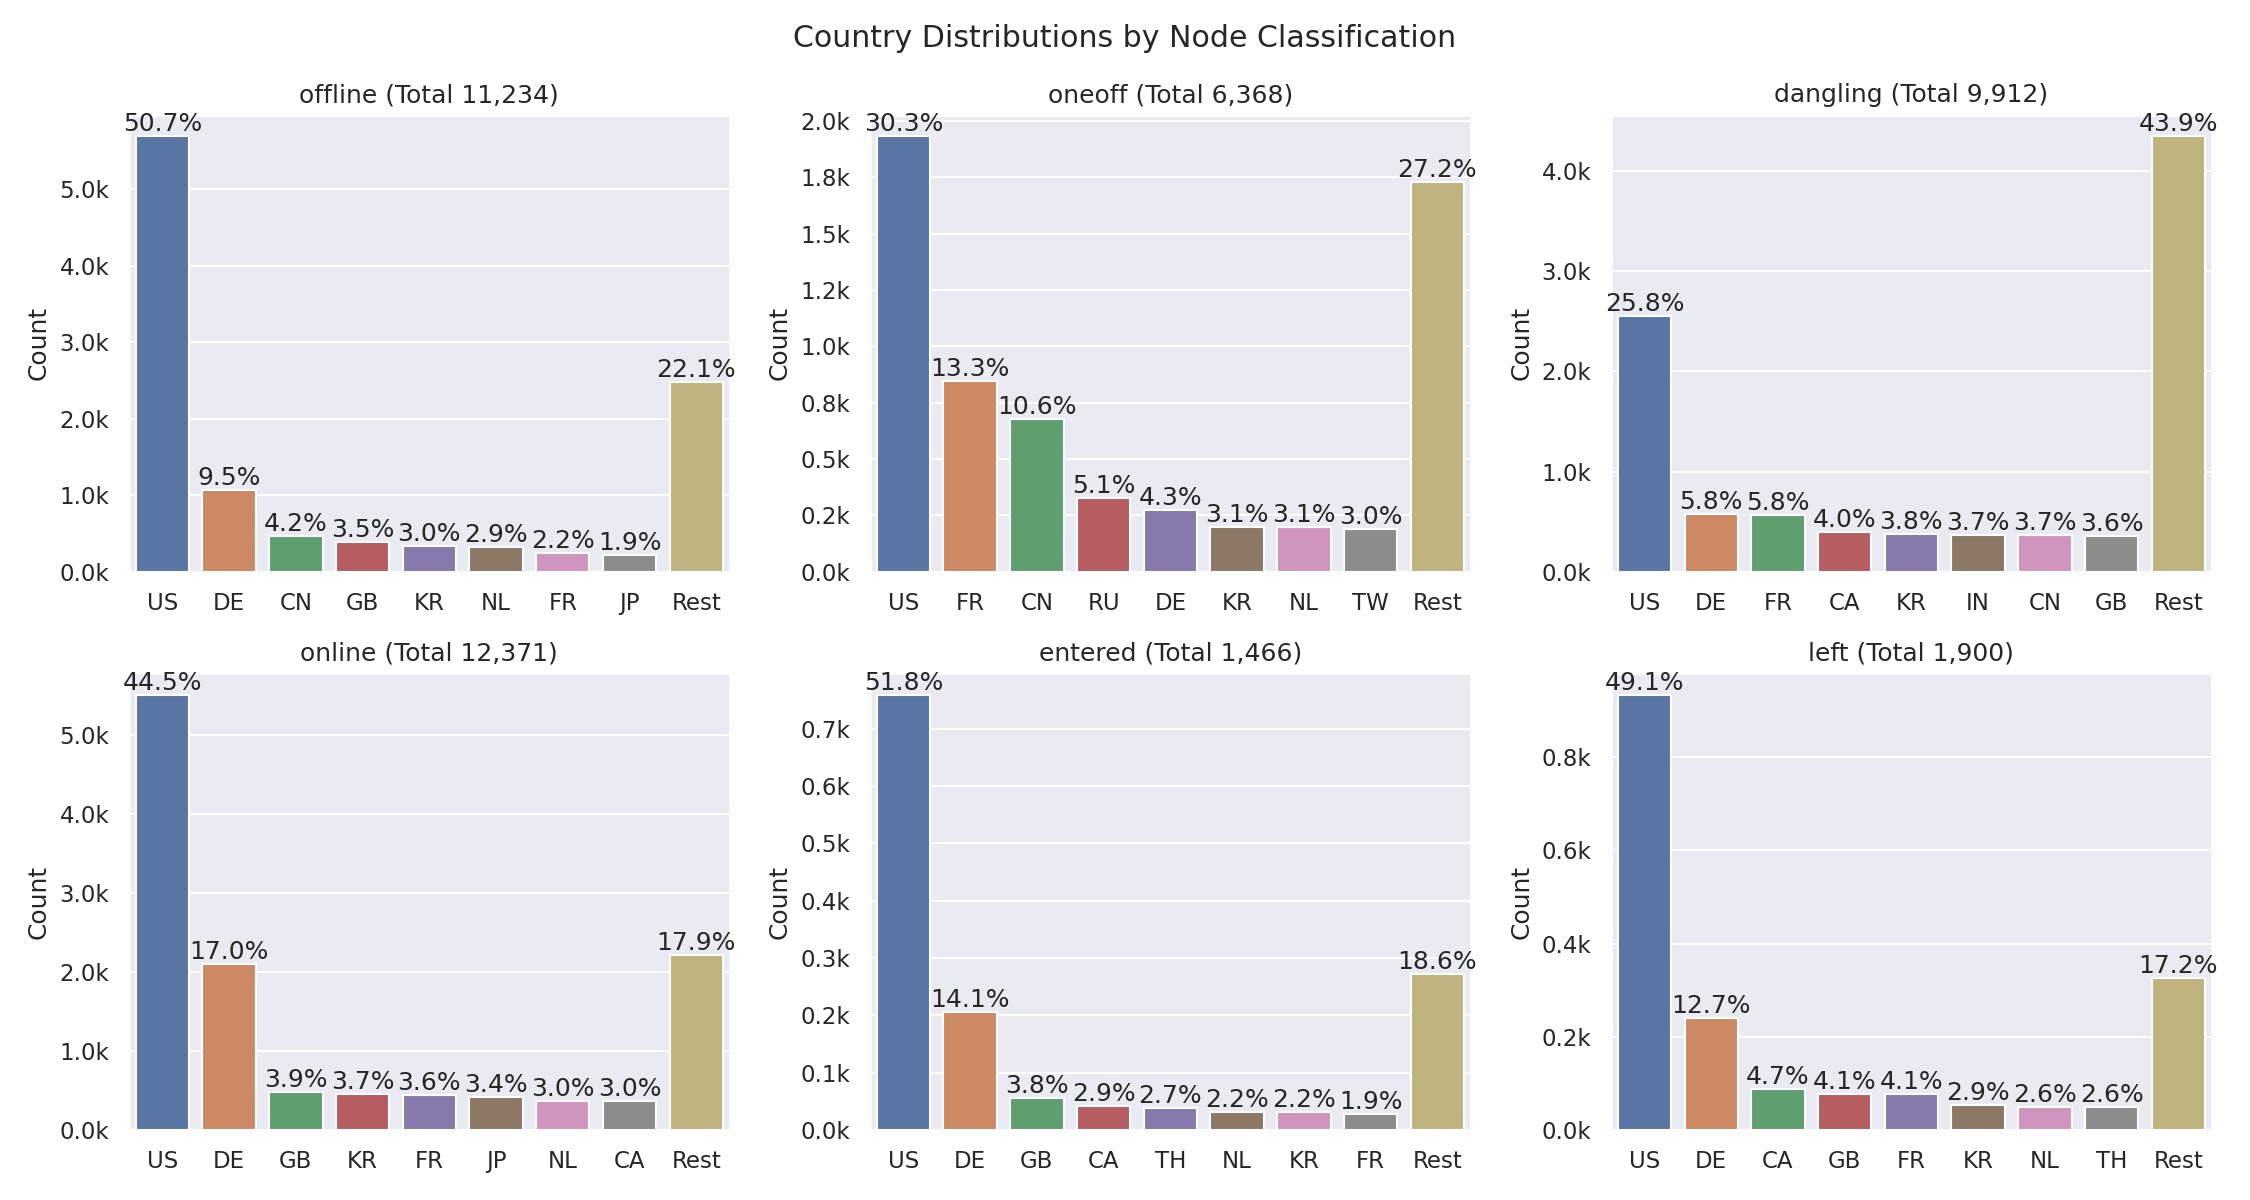 Country Distributions by Node Classification
offline (Total 11,234)
Count
5.0k
4.0k
3.0k
2.0k
1.0k
0.0k
50.7%
9.5%
4.2%
3.5%
3.0%
2.9%
2.2%
1.9%
22.1%
US DE CN GB KR NL FR JP Rest
oneoff (Total 6,368)
Count
2.0k
1.8k
1.5k
1.2k
1.0k
0.8k
0.5k
0.2k
0.0k
30.3%
13.3%
10.6%
5.1%
4.3%
3.1%
3.1%
3.0%
27.2%
US FR CN RU DE KR NL TW Rest
dangling (Total 9,912)
Count
4.0k
3.0k
2.0k
1.0k
0.0k
25.8%
5.8%
5.8%
4.0%
3.8%
3.7%
3.7%
3.6%
43.9%
US DE FR CA KR IN CN GB Rest
online (Total 12,371)
Count
5.0k
4.0k
3.0k
2.0k
1.0k
0.0k
44.5%
17.0%
3.9%
3.7%
3.6%
3.4%
3.0%
3.0%
17.9%
US DE GB KR FR JP NL CA Rest
entered (Total 1,466)
Count
0.7k
0.6k
0.5k
0.4k
0.3k
0.2k
0.1k
0.0k
51.8%
14.1%
3.8%
2.9%
2.7%
2.2%
2.2%
1.9%
18.6%
US DE GB CA TH NL KR FR Rest
left (Total 1,900)
Count
0.8k
0.6k
0.4k
0.2k
0.0k
49.1%
12.7%
4.7%
4.1%
4.1%
2.9%
2.6%
2.6%
17.2%
US DE CA GB FR KR NL TH Rest